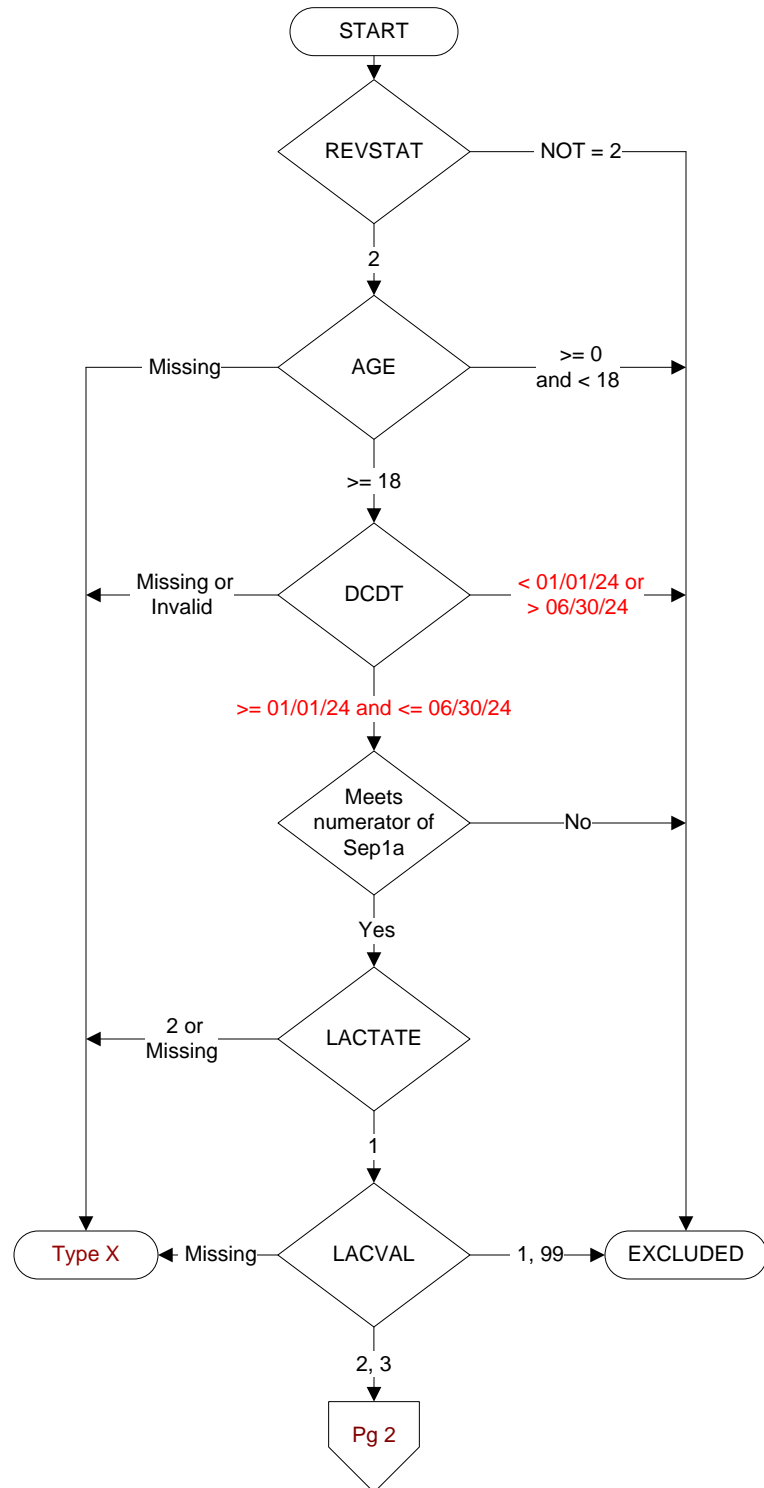 START
REVSTAT
NOT = 2
2
AGE
Missing
>= 0
and < 18
>= 18
DCDT
Missing or
Invalid
< 01/01/24 or
> 06/30/24
>= 01/01/24 and <= 06/30/24
Meets
numerator of
Sep1a
No
Yes
LACTATE
2 or
Missing
1
Type X
Missing
LACVAL
1, 99
EXCLUDED
2, 3
Pg 2